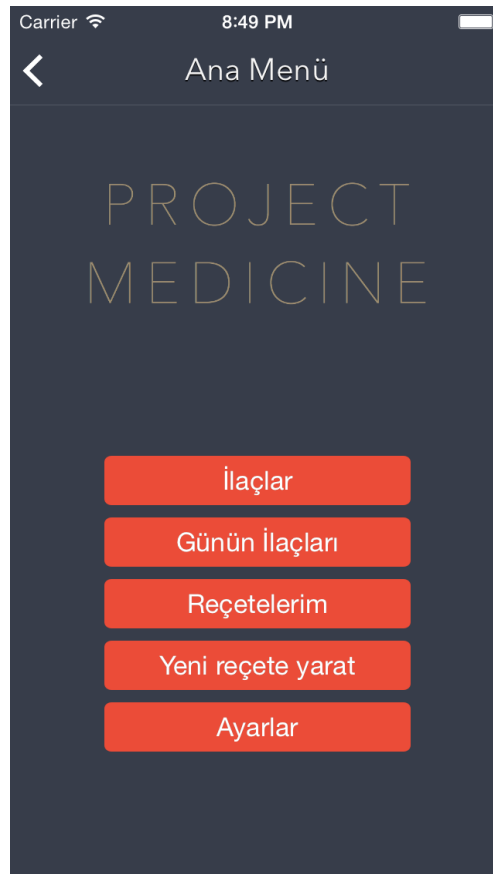 Carrier 8:49 PM
Ana Menü
PROJECT
MEDICINE
İlaçlar
Günün İlaçları
Reçetelerim
Yeni reçete yarat
Ayarlar